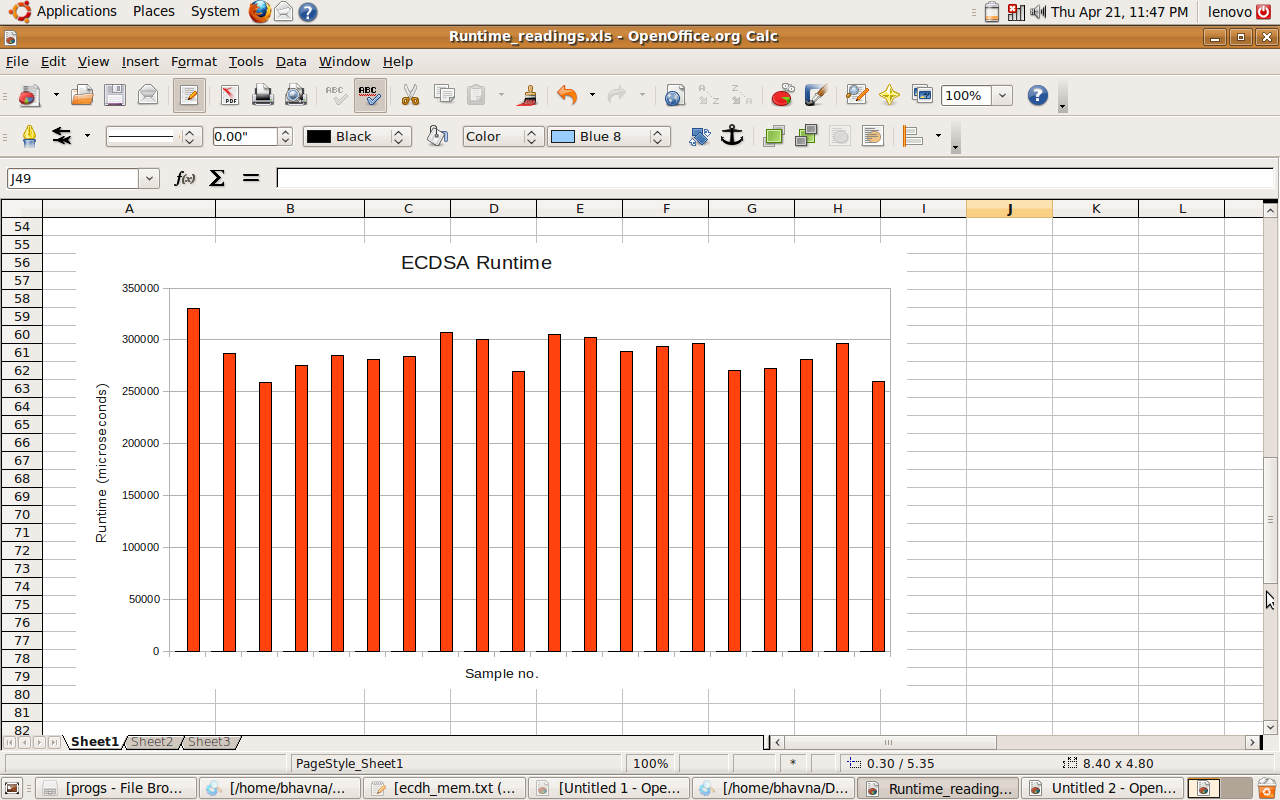 Applications Places System Thu Apr 21, 11:47 PM lenovo
Runtime_readings.xls - OpenOffice.org Calc
File Edit View Insert Format Tools Data Window Help
PDF ABC ABC A Z Z A 100%
0.00" Black Color Blue 8
J49 f(x) Σ =
A B C D E F G H I J K L
54
55
56
57
58
59
60
61
62
63
64
65
66
67
68
69
70
71
72
73
74
75
76
77
78
79
80
81
82
ECDSA Runtime
350000
300000
250000
200000
150000
100000
50000
0
Runtime (microseconds)
Sample no.
Sheet1 Sheet2 Sheet3
PageStyle_Sheet1 100% * 0.30 / 5.35 8.40 x 4.80
[progs - File Bro... [/home/bhavna/... [ecdh_mem.txt (... [Untitled 1 - Ope... [/home/bhavna/D... Runtime_reading... Untitled 2 - Open...